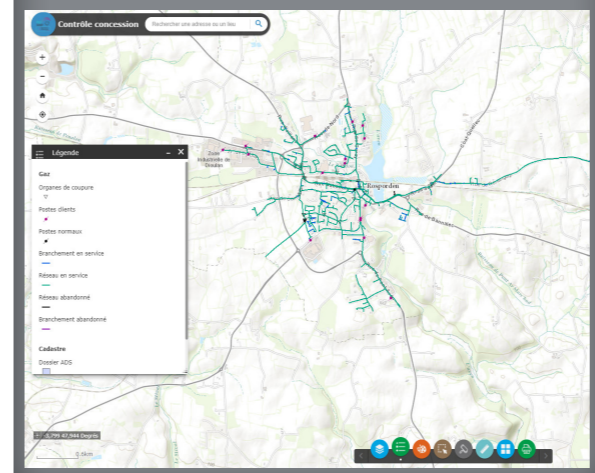 Contrôle concession
Rechercher une adresse ou un lieu
Légende
Gaz
Organes de coupure
Postes clients
Postes normaux
Branchement en service
Réseau en service
Réseau abandonné
Branchement abandonné
Cadastre
Dossier ADS
Zone
Industrielle de
Dioulan
Rosporden
-3,799 47,944 Degrés
0.6km